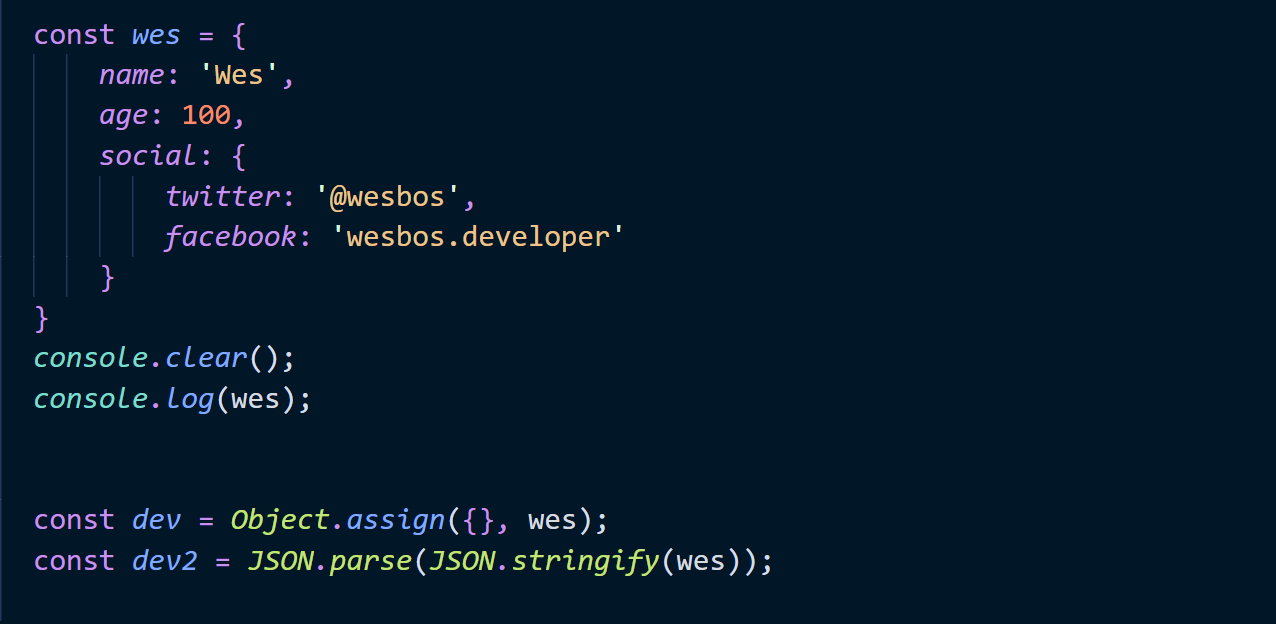 const wes = {
name: 'Wes',
age: 100,
social: {
twitter: '@wesbos',
facebook: 'wesbos.developer'
}
}
console.clear();
console.log(wes);
const dev = Object.assign({}, wes);
const dev2 = JSON.parse(JSON.stringify(wes));